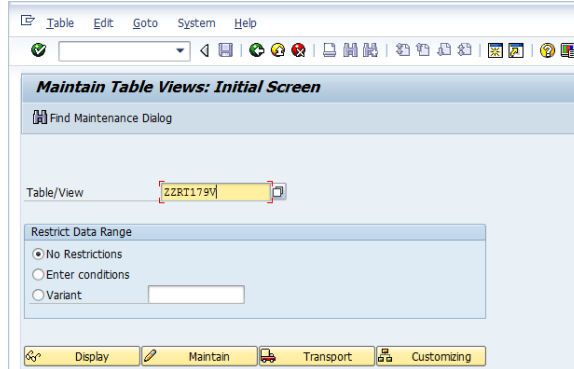 Table Edit Goto System Help
Maintain Table Views: Initial Screen
Find Maintenance Dialog
Table/View ZZRT179V
Restrict Data Range
No Restrictions
Enter conditions
Variant
Display Maintain Transport Customizing